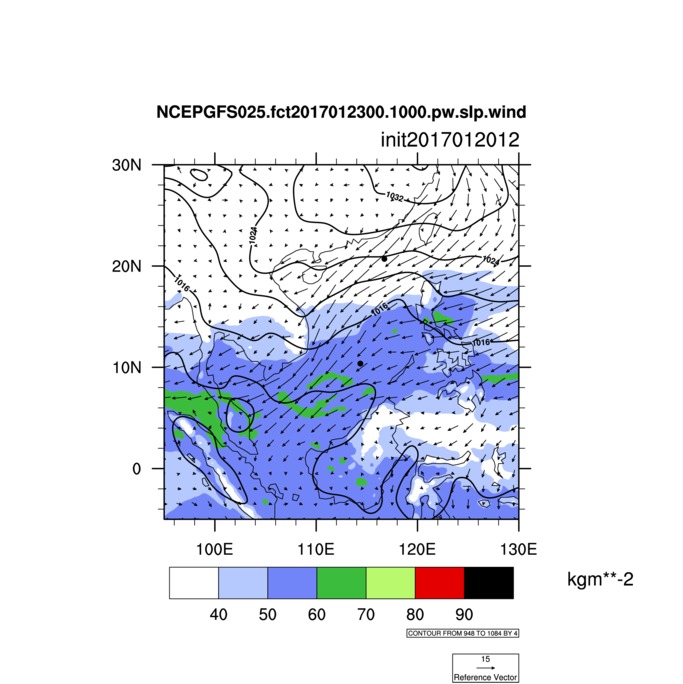 NCEPGFS025.fct2017012300.1000.pw.slp.wind
init2017012012
30N
1032
1024
1024
20N
1016
1016
1016
10N
0
100E 110E 120E 130E
kgm**-2
40 50 60 70 80 90
CONTOUR FROM 948 TO 1084 BY 4
15
Reference Vector